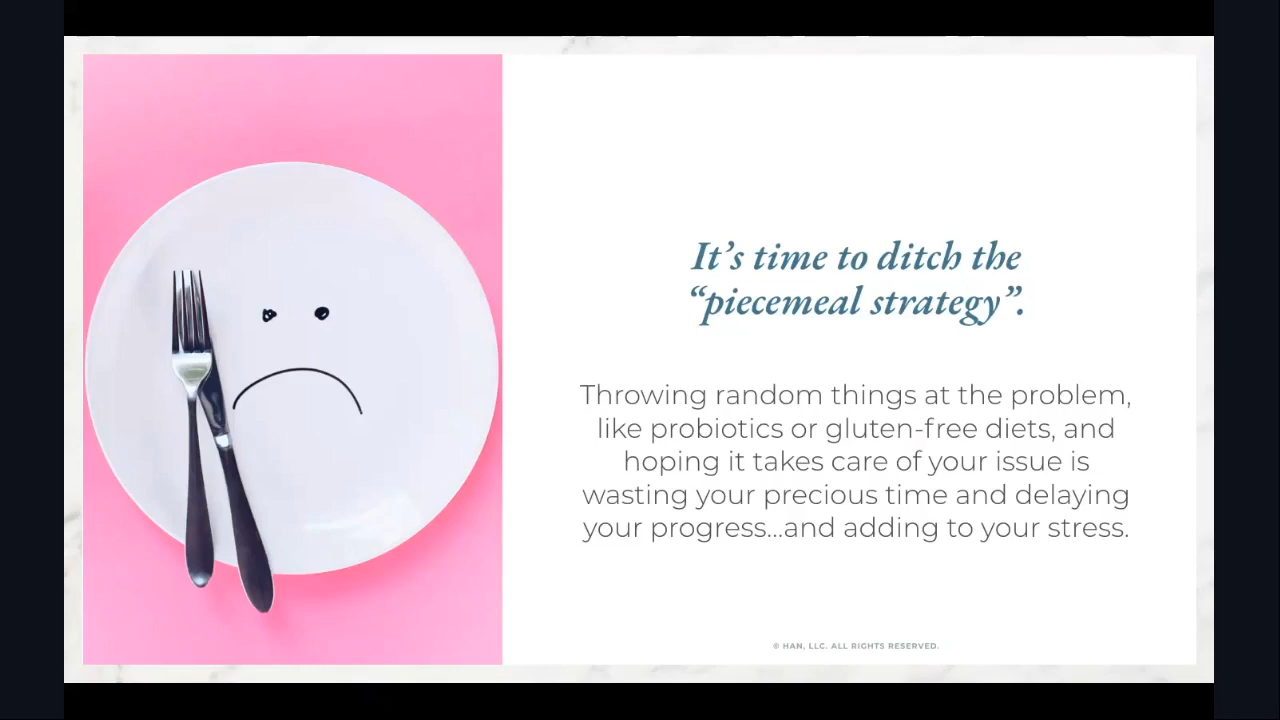 It’s time to ditch the
“piecemeal strategy”.
Throwing random things at the problem,
like probiotics or gluten-free diets, and
hoping it takes care of your issue is
wasting your precious time and delaying
your progress...and adding to your stress.
© HAN, LLC. ALL RIGHTS RESERVED.